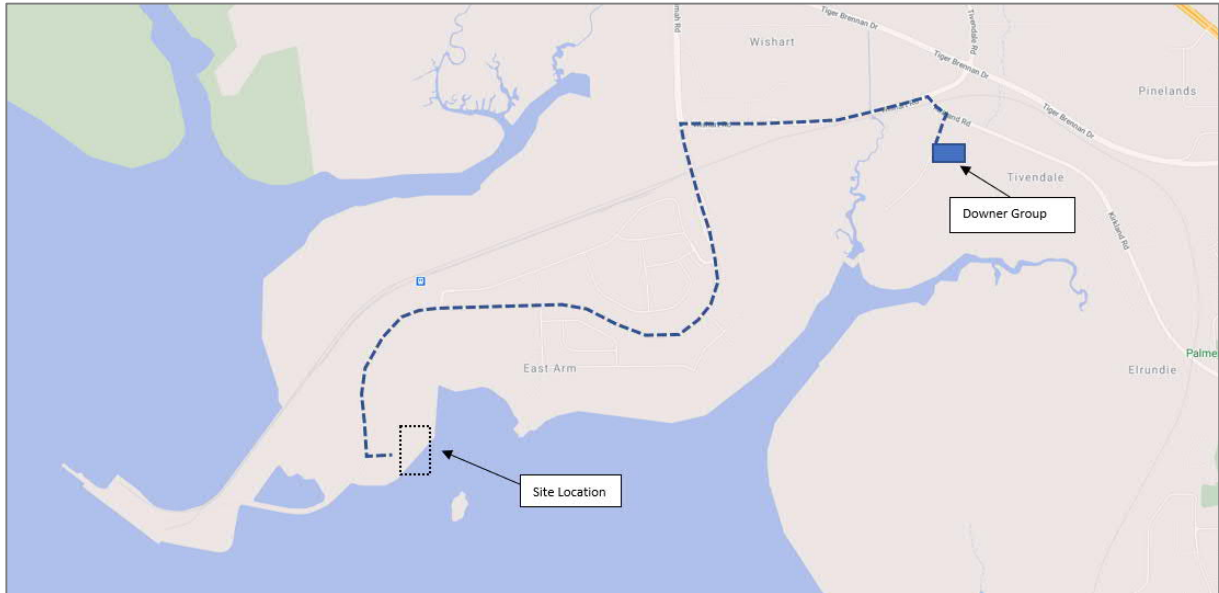 Tiger Brennan Dr
Tivendale Rd
Wishart
Tiger Brennan Dr
Pinelands
Tiger Brennan Dr
Tivendale
Downer Group
Kirkland Rd
East Arm
Palme
Elrundie
Site Location